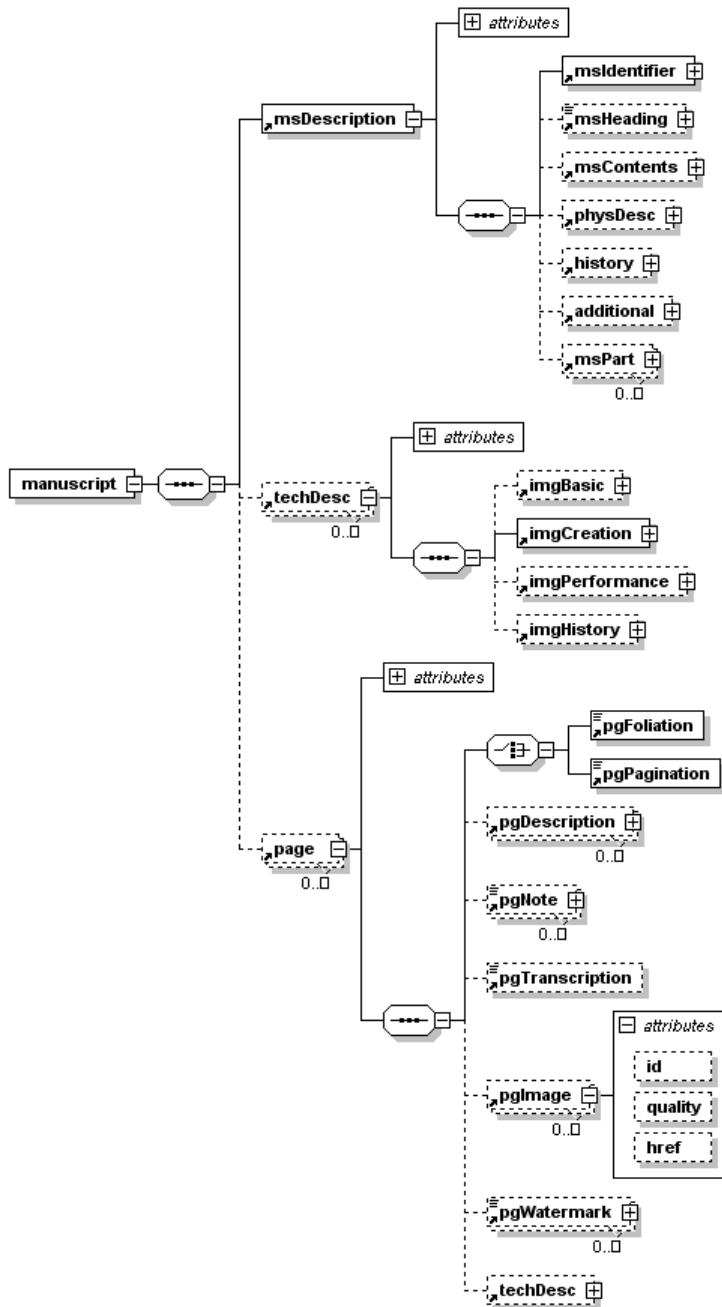 attributes
msIdentifier
msHeading
msDescription
msContents
physDesc
history
additional
msPart
0..
attributes
manuscript
techDesc
0..
imgBasic
imgCreation
imgPerformance
imgHistory
attributes
pgFoliation
pgPagination
page
0..
pgDescription
0..
pgNote
0..
pgTranscription
attributes
id
pgImage
0..
quality
href
pgWatermark
0..
techDesc